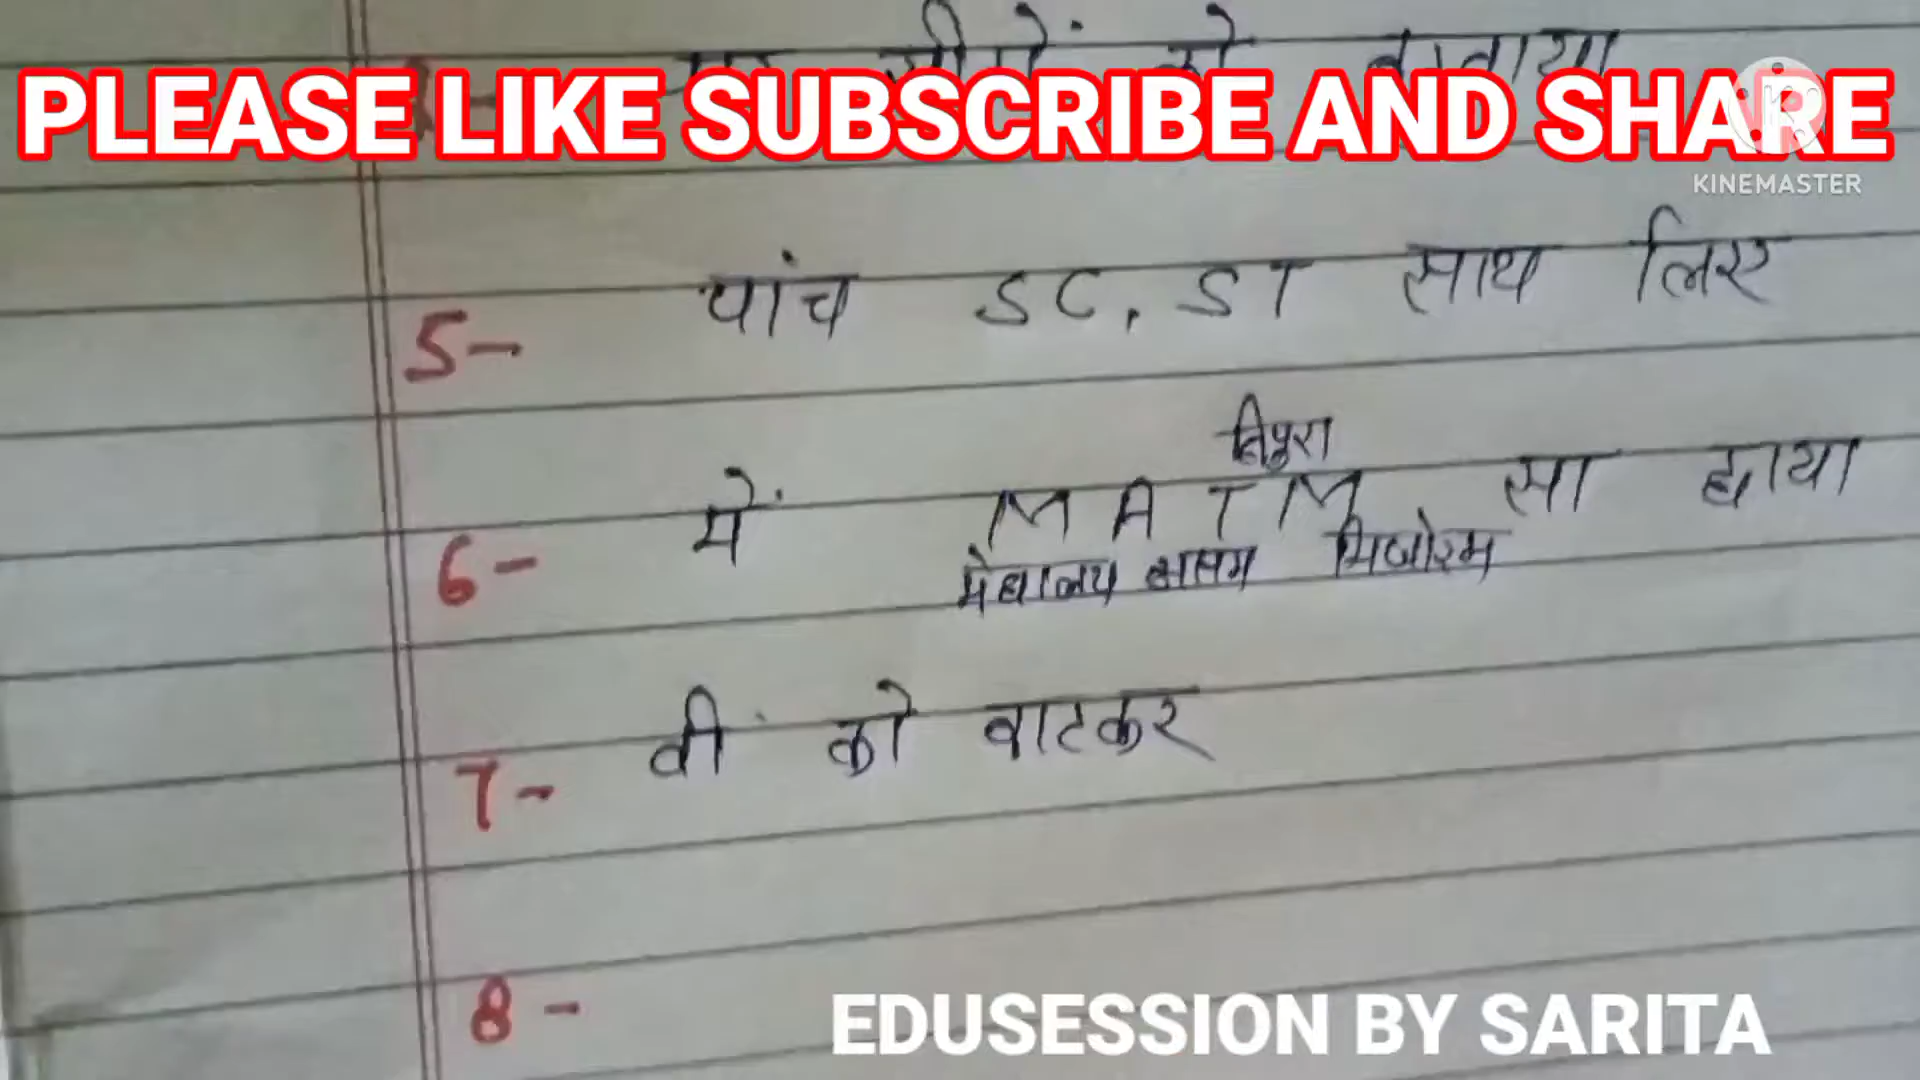 को बनाया
PLEASE LIKE SUBSCRIBE AND SHARE
KINEMASTER
5- पांच SC, ST साथ लिए
त्रिपुरा
6- में M A T M सा छाया
मेघालय असम मिजोरम
7- वीं को बाटकर
8-
EDUSESSION BY SARITA